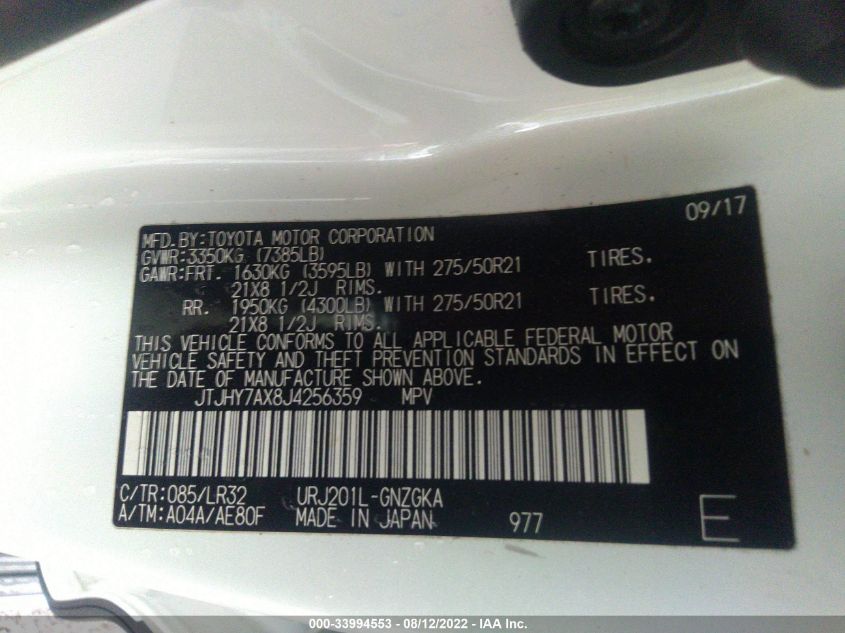 09/17
MFD. BY:TOYOTA MOTOR CORPORATION
GVWR:3350KG (7385LB)
GAWR:FRT. 1630KG (3595LB) WITH 275/50R21 TIRES.
21X8 1/2J RIMS.
RR. 1950KG (4300LB) WITH 275/50R21 TIRES.
21X8 1/2J RIMS.
THIS VEHICLE CONFORMS TO ALL APPLICABLE FEDERAL MOTOR
VEHICLE SAFETY AND THEFT PREVENTION STANDARDS IN EFFECT ON
THE DATE OF MANUFACTURE SHOWN ABOVE.
JTJHY7AX8J4256359 MPV
C/TR:085/LR32 URJ201L-GNZGKA
A/TM:A04A/AE80F MADE IN JAPAN 977 E
000-33994553 - 08/12/2022 - IAA Inc.